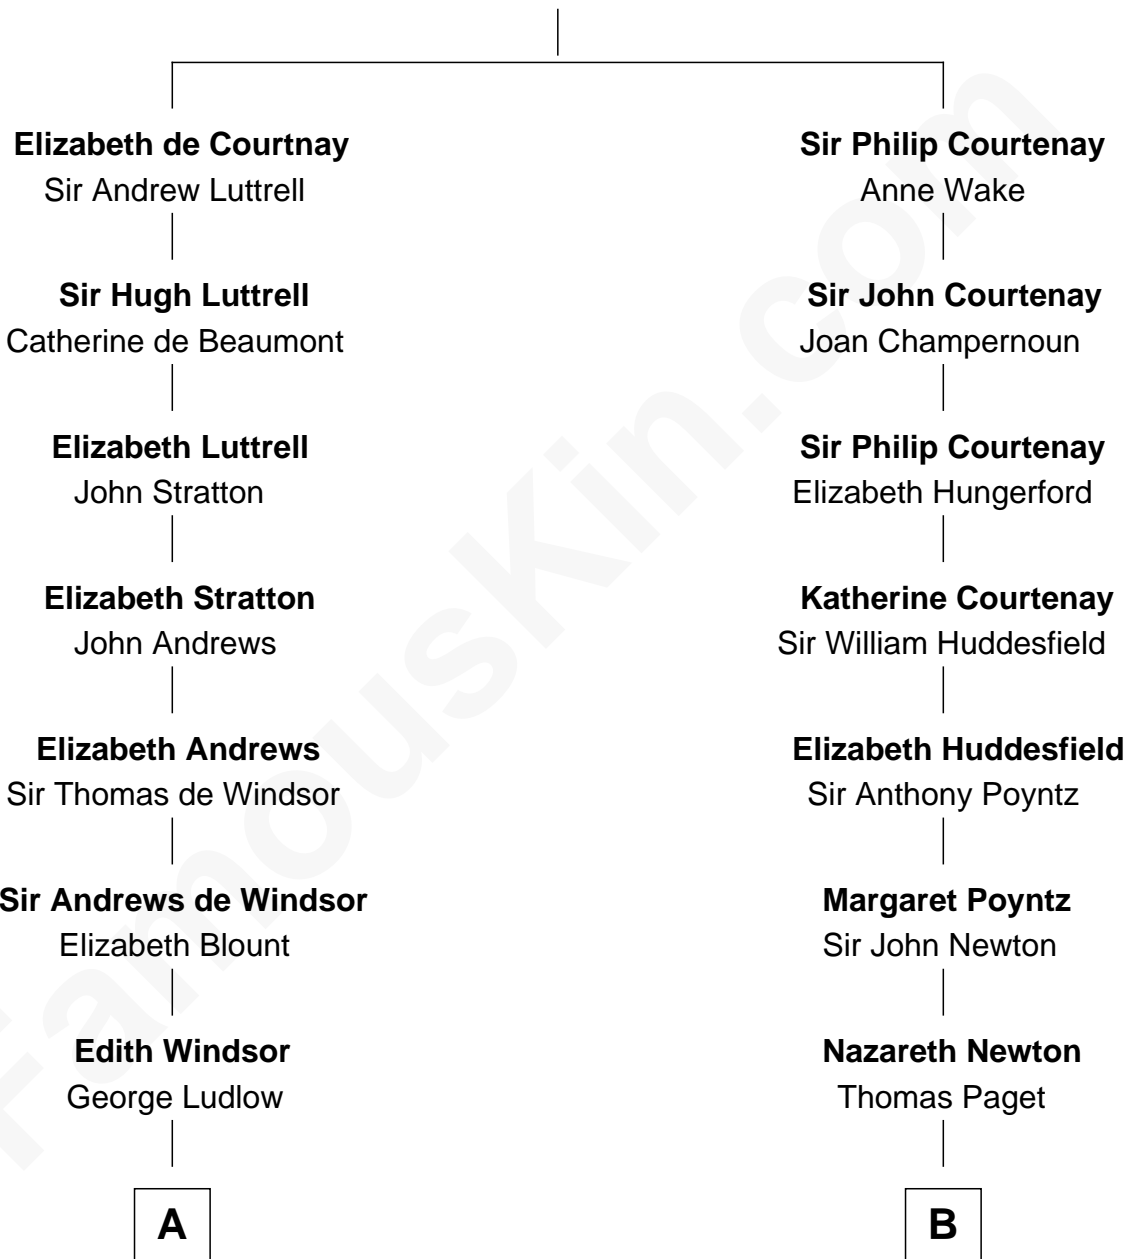 Elizabeth de Courtnay
Sir Andrew Luttrell
Sir Hugh Luttrell
Catherine de Beaumont
Elizabeth Luttrell
John Stratton
Elizabeth Stratton
John Andrews
Elizabeth Andrews
Sir Thomas de Windsor
Sir Andrews de Windsor
Elizabeth Blount
Edith Windsor
George Ludlow
A
Sir Philip Courtenay
Anne Wake
Sir John Courtenay
Joan Champernoun
Sir Philip Courtenay
Elizabeth Hungerford
Katherine Courtenay
Sir William Huddesfield
Elizabeth Huddesfield
Sir Anthony Poyntz
Margaret Poyntz
Sir John Newton
Nazareth Newton
Thomas Paget
B
FamousKin.com